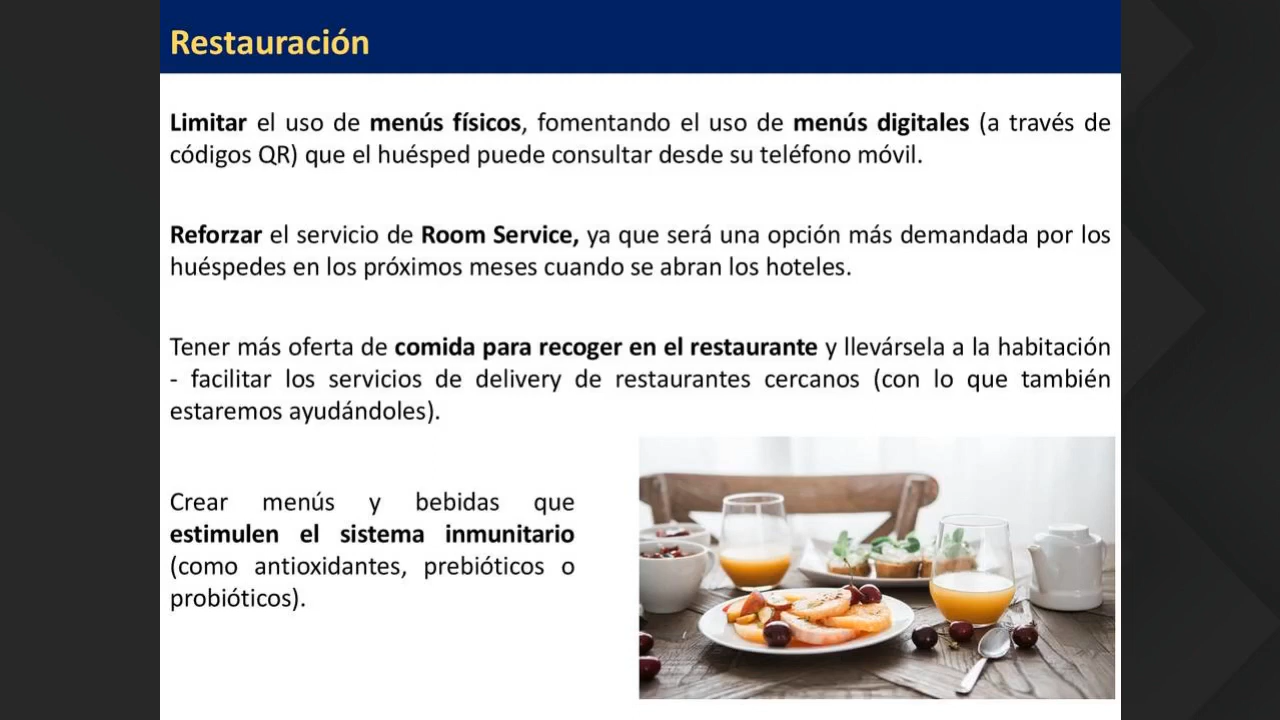 Restauración
Limitar el uso de menús físicos, fomentando el uso de menús digitales (a través de
códigos QR) que el huésped puede consultar desde su teléfono móvil.
Reforzar el servicio de Room Service, ya que será una opción más demandada por los
huéspedes en los próximos meses cuando se abran los hoteles.
Tener más oferta de comida para recoger en el restaurante y llevársela a la habitación
- facilitar los servicios de delivery de restaurantes cercanos (con lo que también
estaremos ayudándoles).
Crear menús y bebidas que
estimulen el sistema inmunitario
(como antioxidantes, prebióticos o
probióticos).